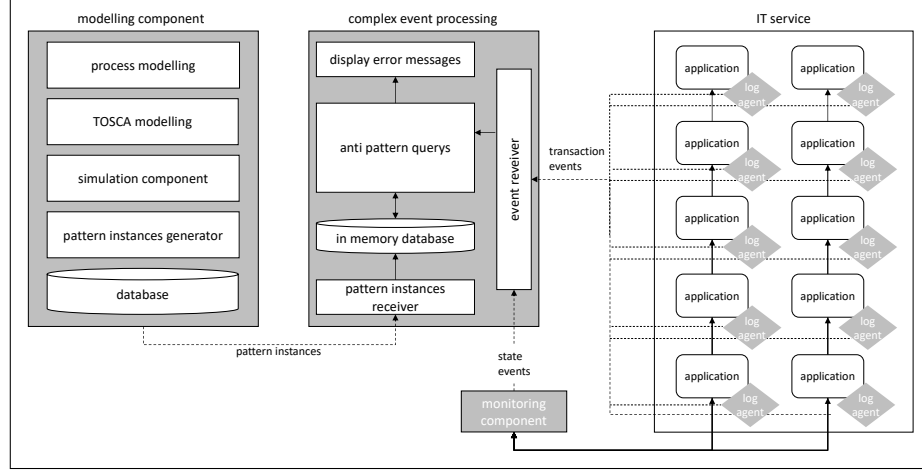 modelling component
process modelling
TOSCA modelling
simulation component
pattern instances generator
database
pattern instances
complex event processing
display error messages
anti pattern querys
in memory database
pattern instances
receiver
event reveiver
transaction
events
state
events
monitoring
component
IT service
application
log
agent
application
log
agent
application
log
agent
application
log
agent
application
log
agent
application
log
agent
application
log
agent
application
log
agent
application
log
agent
application
log
agent